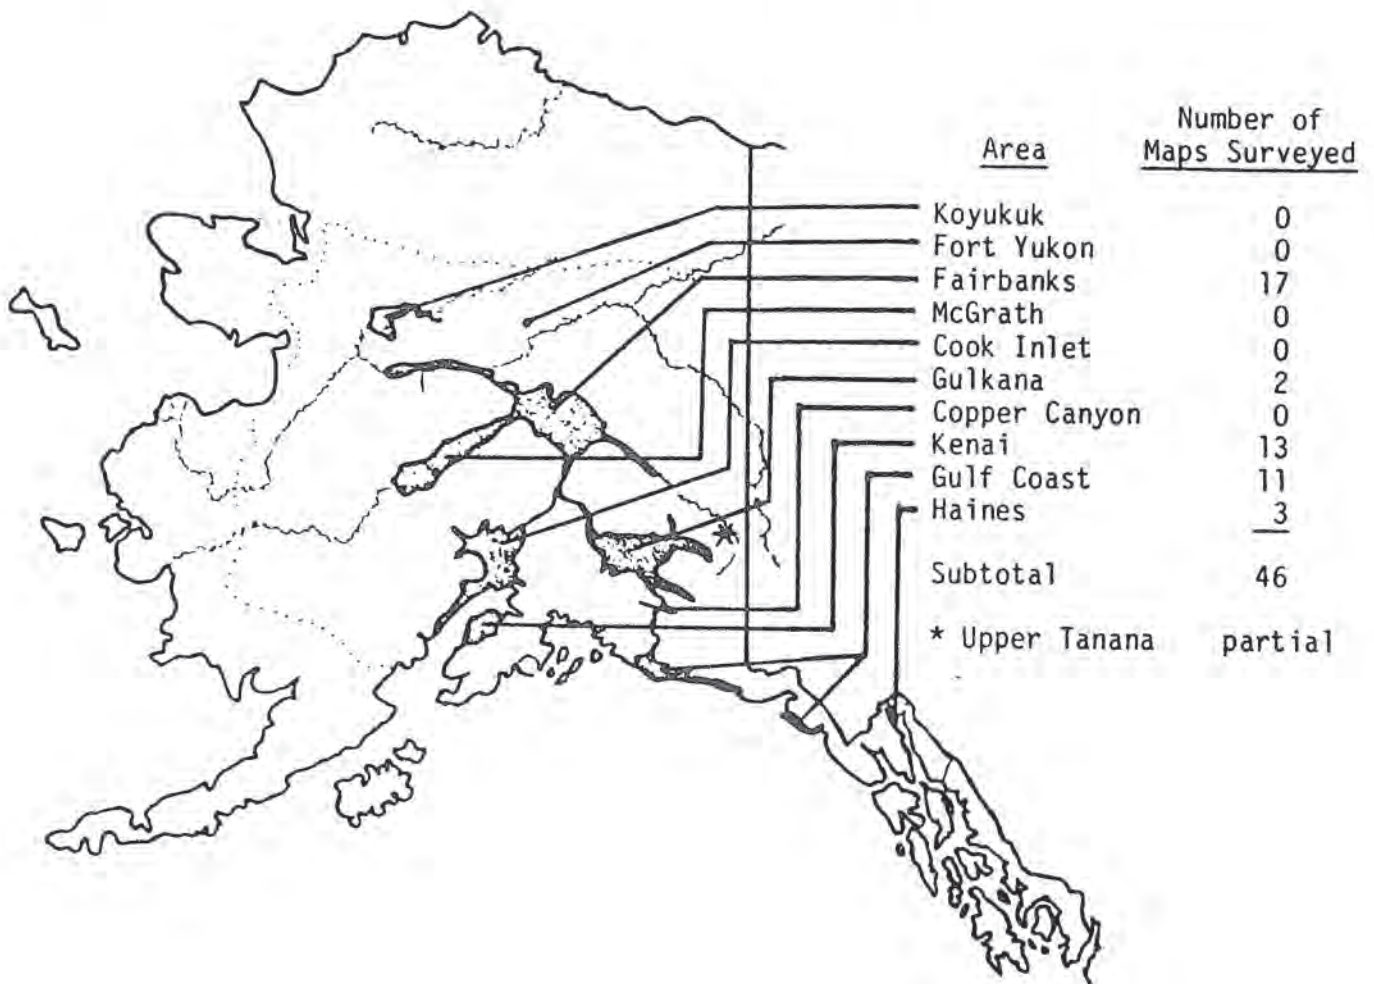 Number of
Area Maps Surveyed
Koyukuk 0
Fort Yukon 0
Fairbanks 17
McGrath 0
Cook Inlet 0
Gulkana 2
Copper Canyon 0
Kenai 13
Gulf Coast 11
Haines 3
Subtotal 46
* Upper Tanana partial
*